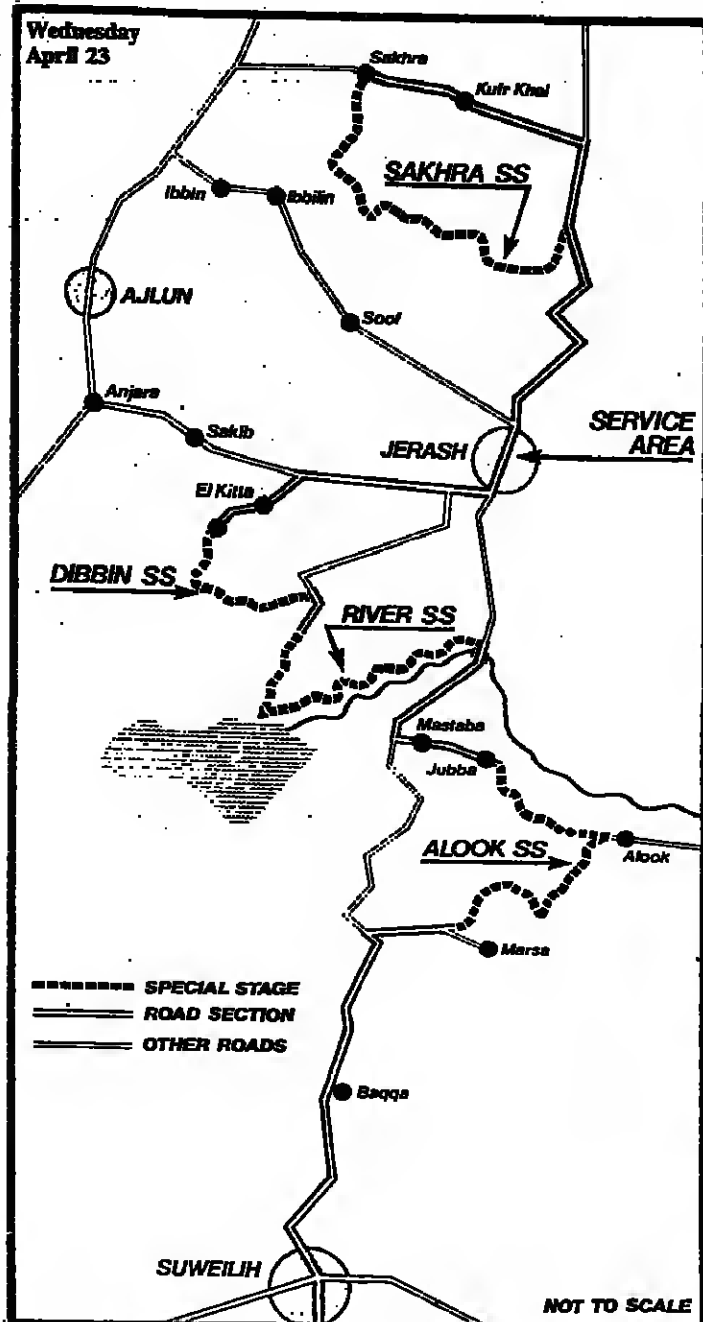 Wednesday
April 23
Sakhra
Kufr Khal
SAKHRA SS
Ibbin
Ibbilin
AJLUN
Soof
Anjara
Sakib
JERASH
SERVICE
AREA
El Kitta
DIBBIN SS
RIVER SS
Mastaba
Jubba
ALOOK SS
Alook
Marsa
SPECIAL STAGE
ROAD SECTION
OTHER ROADS
Baqqa
SUWEILIH
NOT TO SCALE